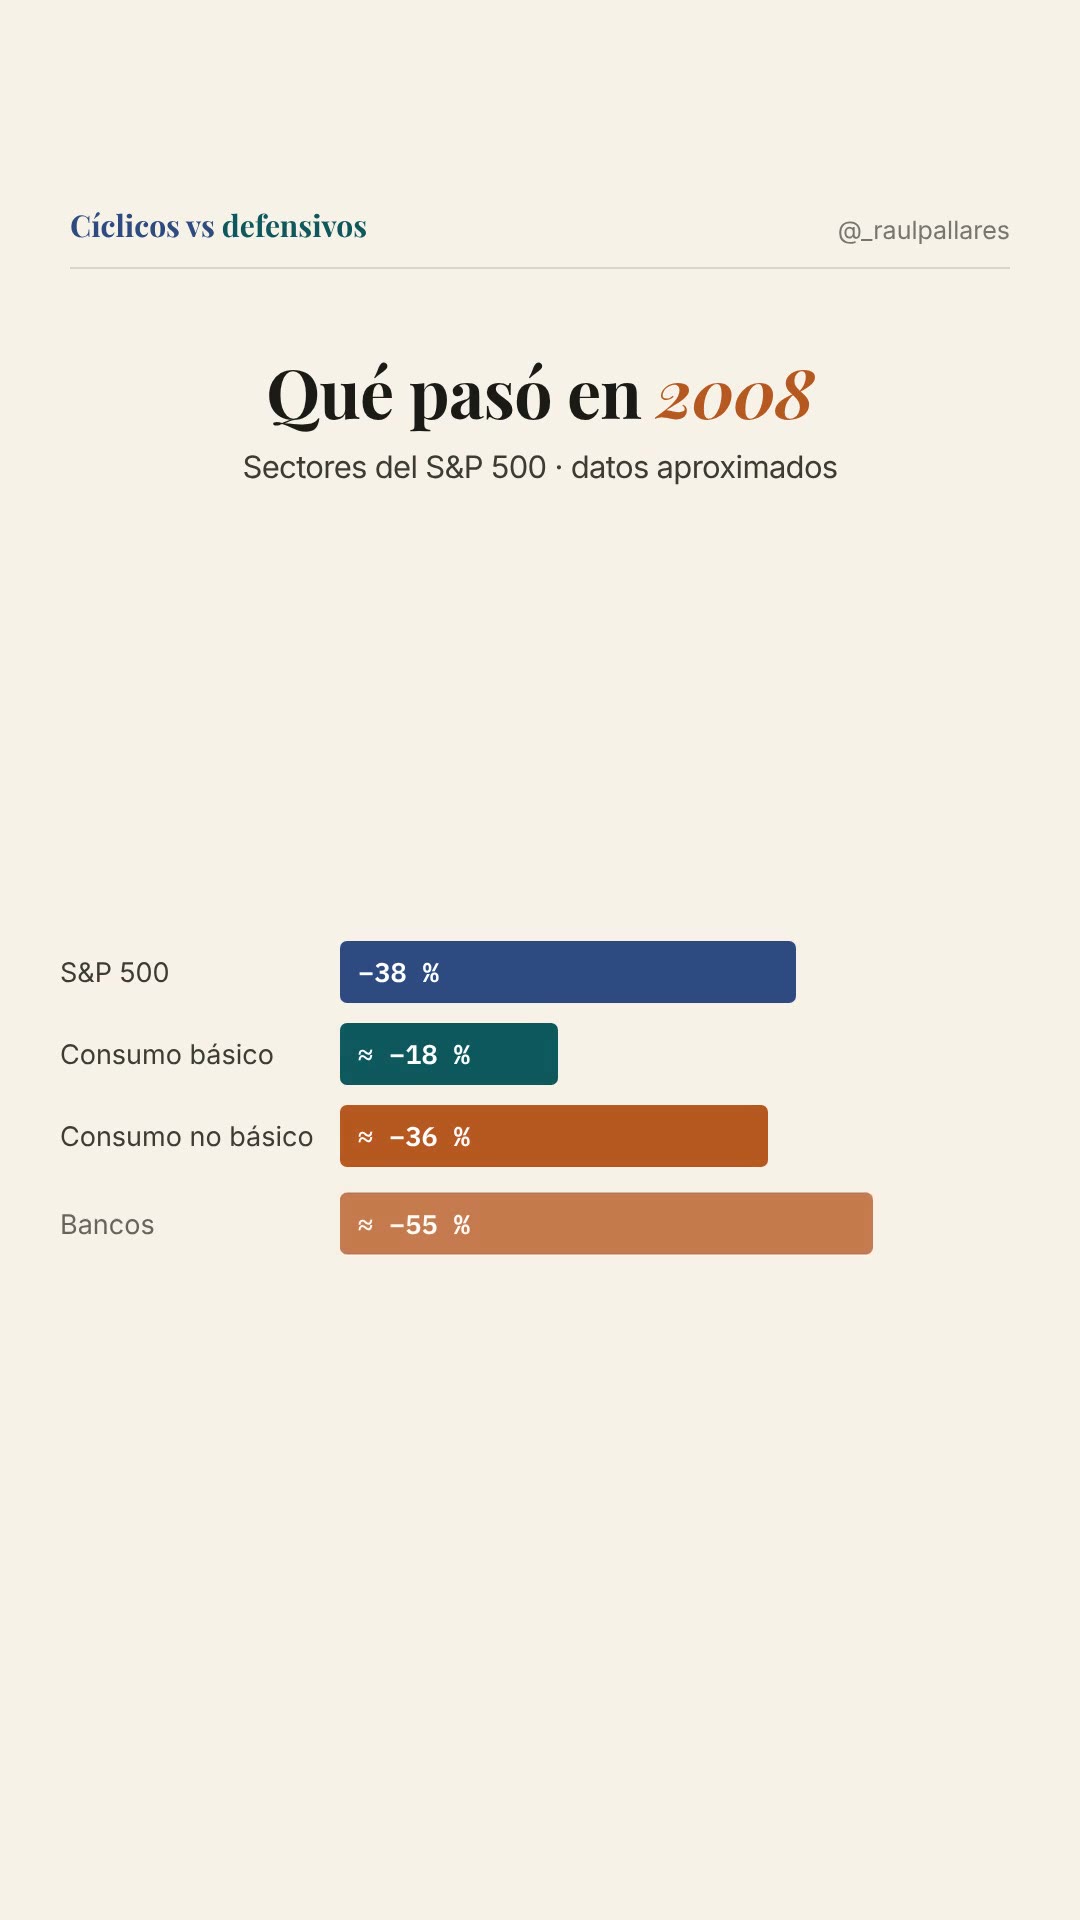 Cíclicos vs defensivos
@_raulpallares
Qué pasó en 2008
Sectores del S&P 500 · datos aproximados
S&P 500 −38 %
Consumo básico ≈ −18 %
Consumo no básico ≈ −36 %
Bancos ≈ −55 %